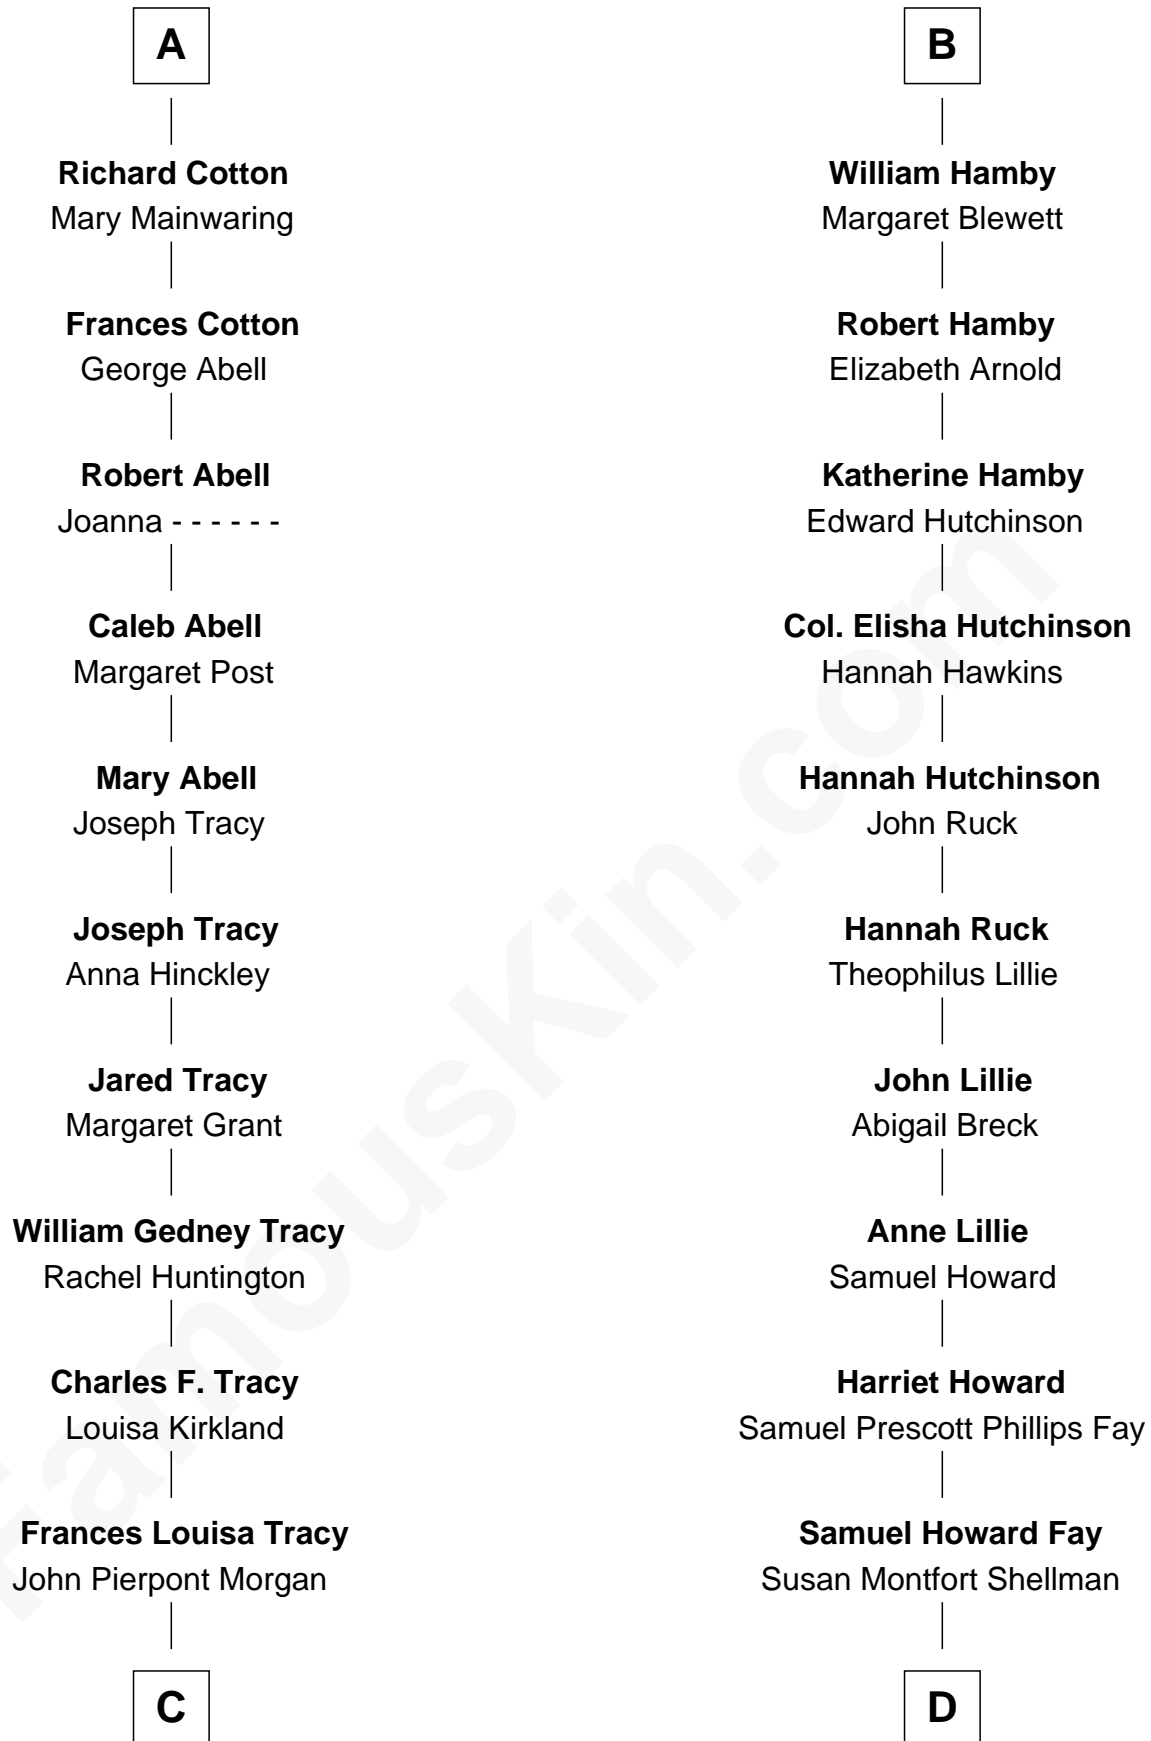 A
Richard Cotton
Mary Mainwaring
Frances Cotton
George Abell
Robert Abell
Joanna - - - - - -
Caleb Abell
Margaret Post
Mary Abell
Joseph Tracy
Joseph Tracy
Anna Hinckley
Jared Tracy
Margaret Grant
William Gedney Tracy
Rachel Huntington
Charles F. Tracy
Louisa Kirkland
Frances Louisa Tracy
John Pierpont Morgan
C
B
William Hamby
Margaret Blewett
Robert Hamby
Elizabeth Arnold
Katherine Hamby
Edward Hutchinson
Col. Elisha Hutchinson
Hannah Hawkins
Hannah Hutchinson
John Ruck
Hannah Ruck
Theophilus Lillie
John Lillie
Abigail Breck
Anne Lillie
Samuel Howard
Harriet Howard
Samuel Prescott Phillips Fay
Samuel Howard Fay
Susan Montfort Shellman
D
FamousKin.com